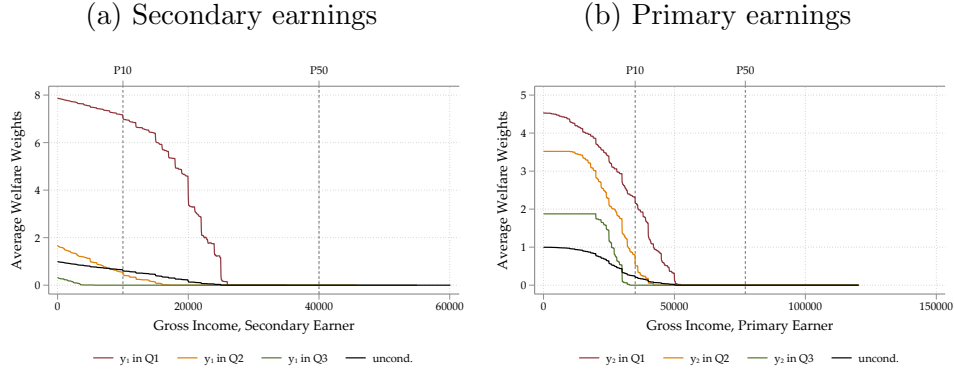 (a) Secondary earnings
P10 P50
8
6
4
2
0
Average Welfare Weights
0 20000 40000 60000
Gross Income, Secondary Earner
y₁ in Q1 y₁ in Q2 y₁ in Q3 uncond.
(b) Primary earnings
P10 P50
5
4
3
2
1
0
Average Welfare Weights
0 50000 100000 150000
Gross Income, Primary Earner
y₂ in Q1 y₂ in Q2 y₂ in Q3 uncond.